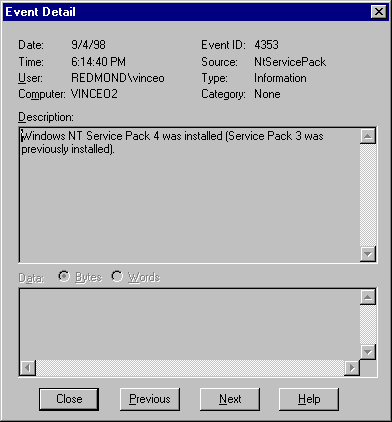 Event Detail
Date: 9/4/98 Event ID: 4353
Time: 6:14:40 PM Source: NtServicePack
User: REDMOND\vinceo Type: Information
Computer: VINCEO2 Category: None
Description:
Windows NT Service Pack 4 was installed (Service Pack 3 was
previously installed).
Data: Bytes Words
Close Previous Next Help